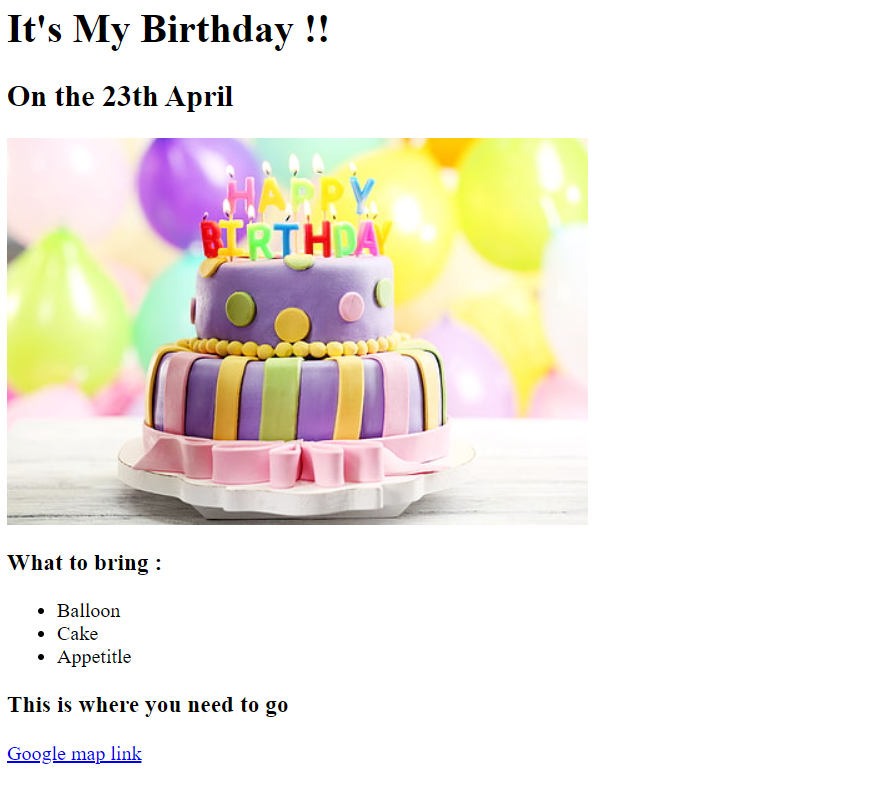 It's My Birthday !!
On the 23th April
HAPPY
BIRTHDAY
What to bring :
Balloon
Cake
Appetitle
This is where you need to go
Google map link